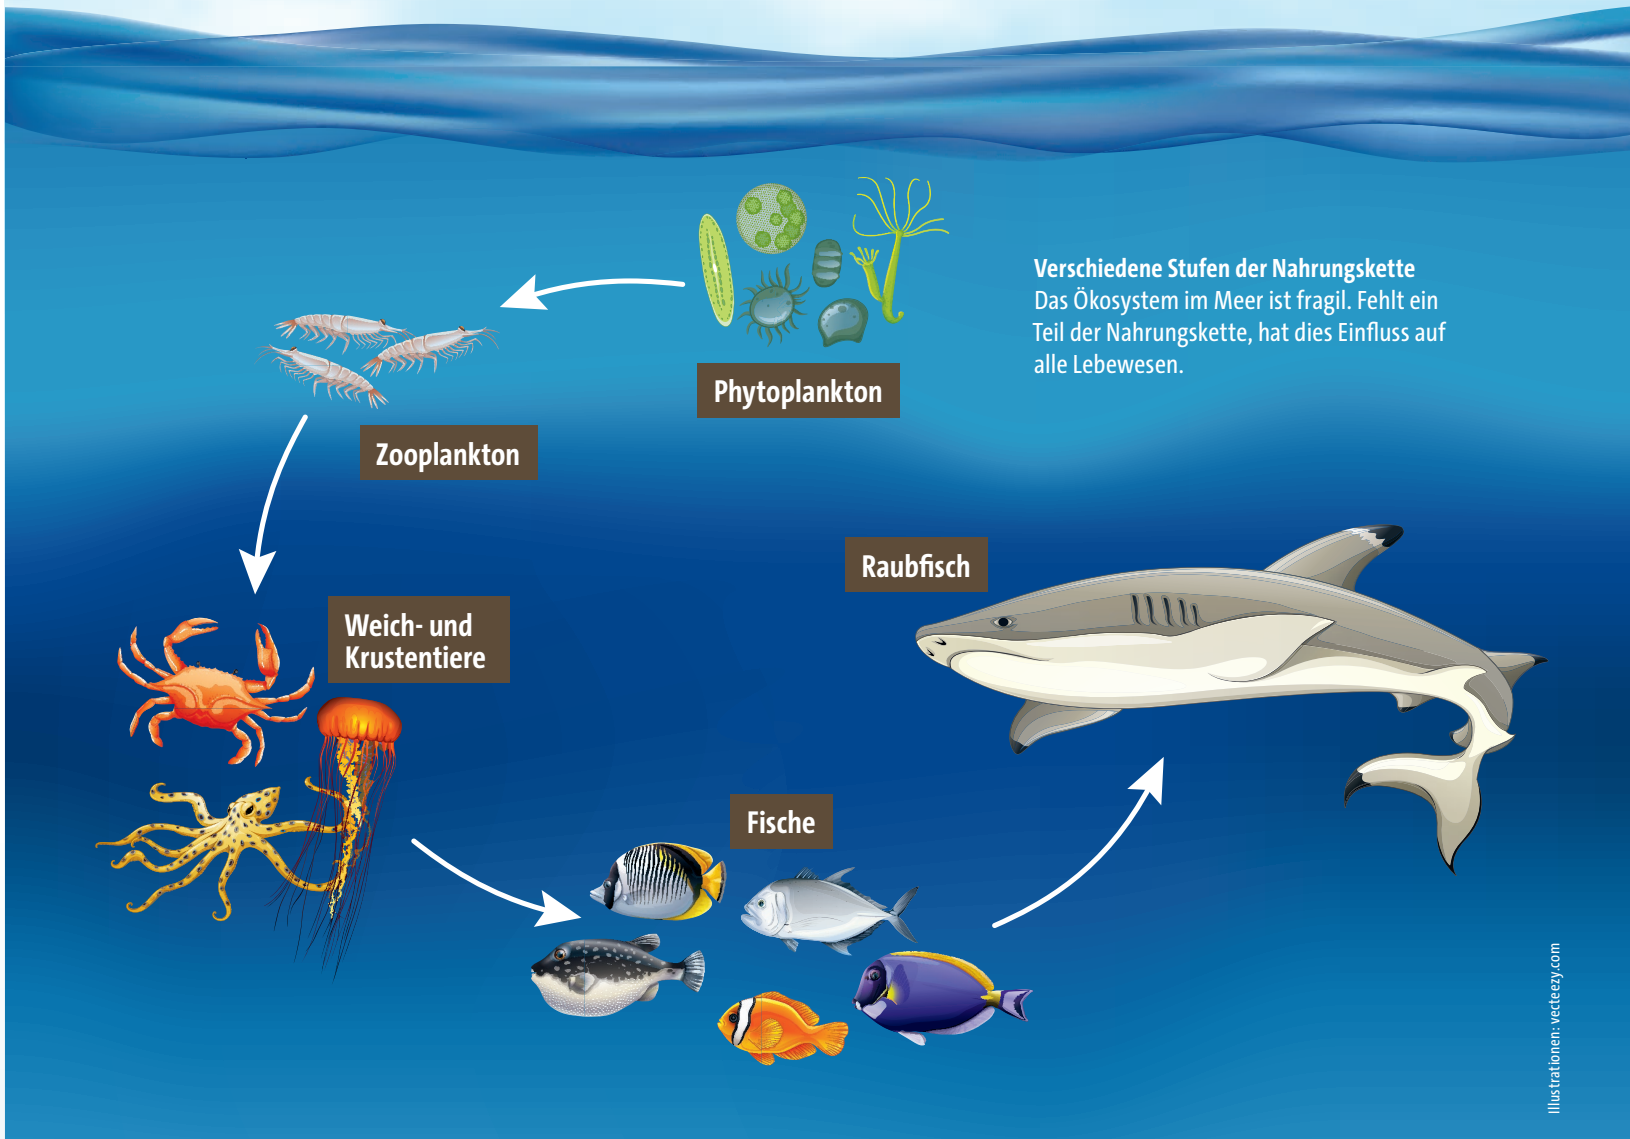 Verschiedene Stufen der Nahrungskette
Das Ökosystem im Meer ist fragil. Fehlt ein
Teil der Nahrungskette, hat dies Einfluss auf
alle Lebewesen.
Phytoplankton
Zooplankton
Weich- und
Krustentiere
Fische
Raubfisch
Illustrationen: vecteezy.com